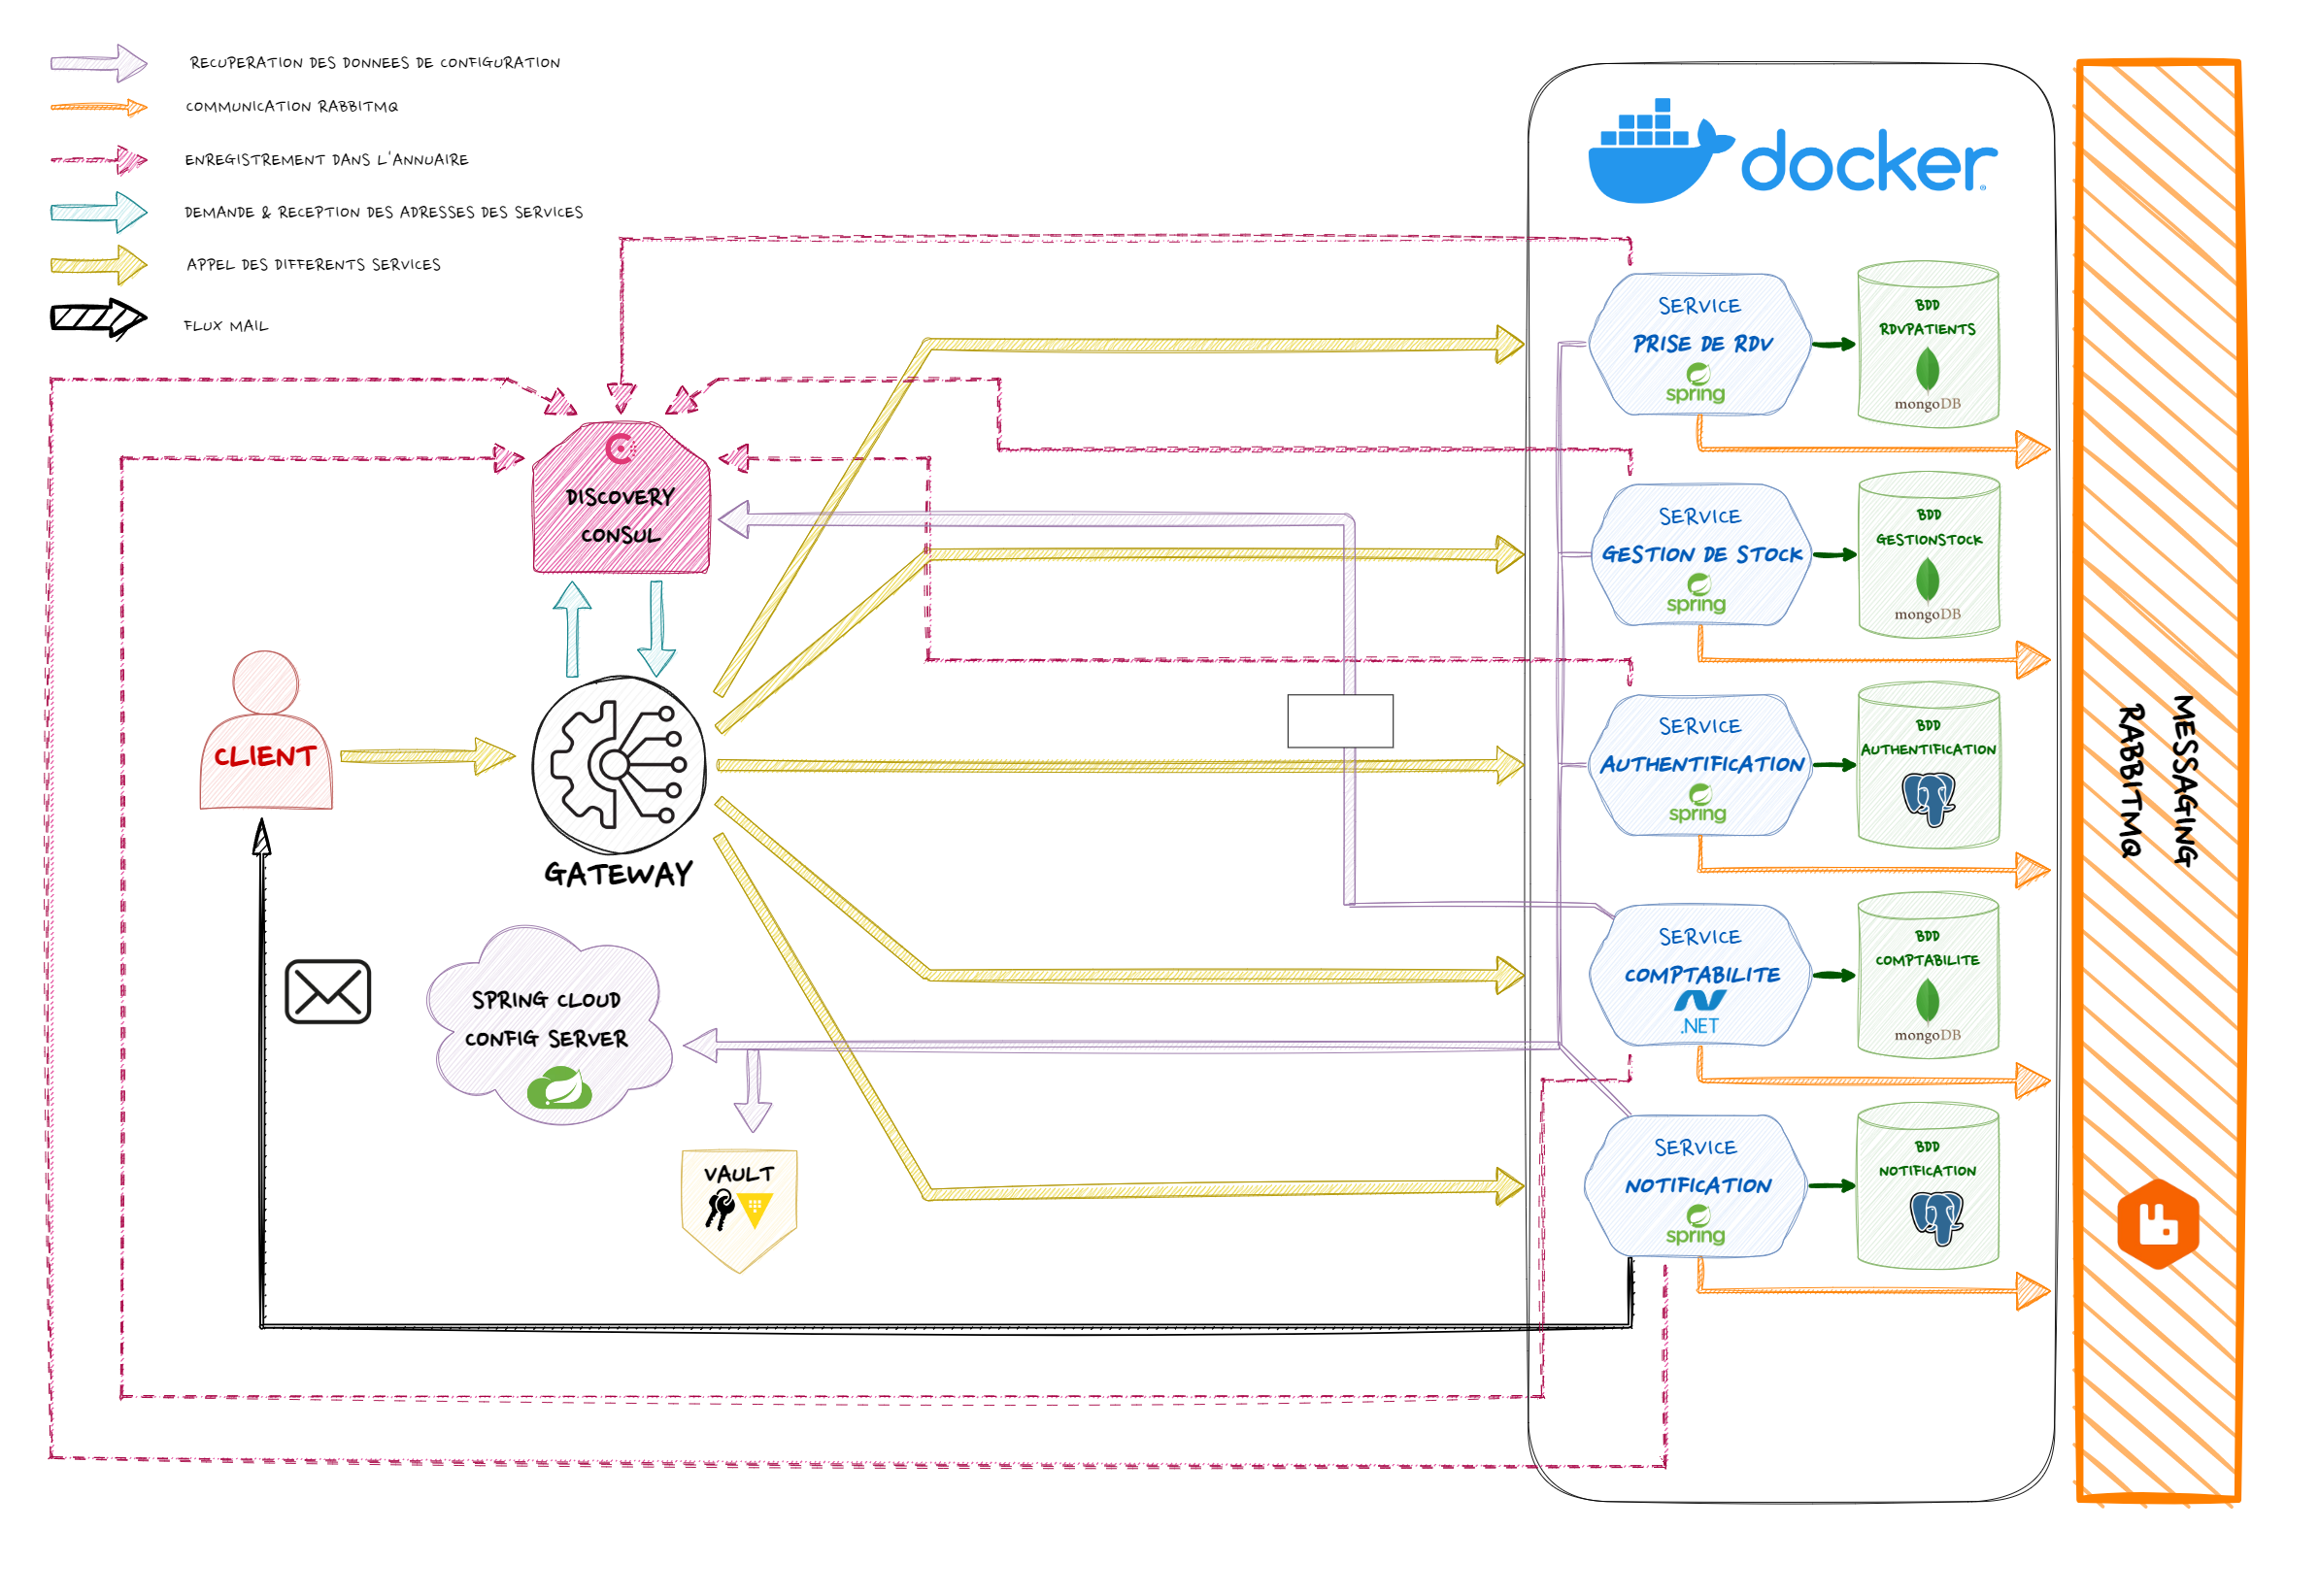 RECUPERATION DES DONNEES DE CONFIGURATION
COMMUNICATION RABBITMQ
ENREGISTREMENT DANS L'ANNUAIRE
DEMANDE & RECEPTION DES ADRESSES DES SERVICES
APPEL DES DIFFERENTS SERVICES
FLUX MAIL
docker
SERVICE
PRISE DE RDV
spring
BDD
RDVPATIENTS
mongoDB
DISCOVERY
CONSUL
SERVICE
GESTION DE STOCK
spring
BDD
GESTIONSTOCK
mongoDB
CLIENT
GATEWAY
SERVICE
AUTHENTIFICATION
spring
BDD
AUTHENTIFICATION
MESSAGING
RABBITMQ
SPRING CLOUD
CONFIG SERVER
SERVICE
COMPTABILITE
.NET
BDD
COMPTABILITE
mongoDB
VAULT
SERVICE
NOTIFICATION
spring
BDD
NOTIFICATION